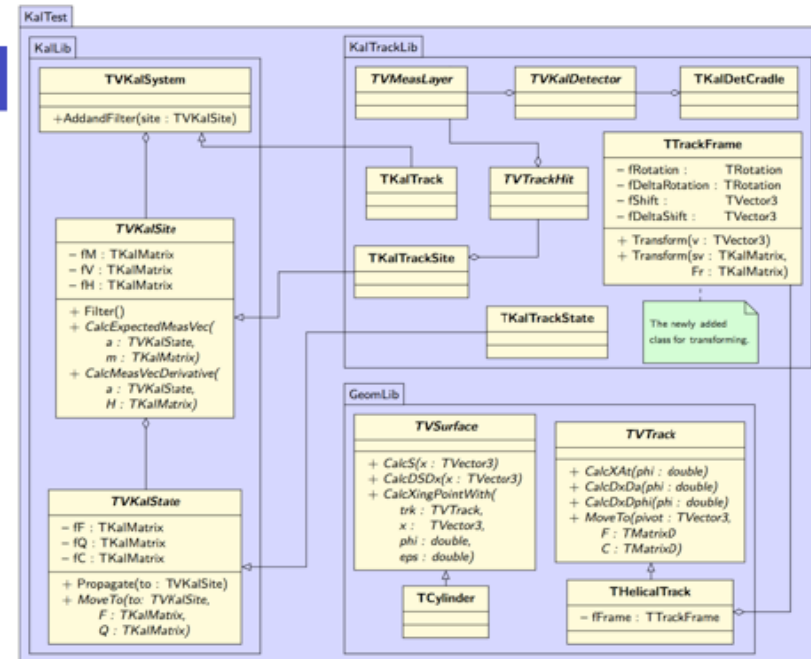 KalTest
KalLib
TVKalSystem
+AddandFilter(site : TVKalSite)
TVKalSite
− fM : TKalMatrix
− fV : TKalMatrix
− fH : TKalMatrix
+ Filter()
+ CalcExpectedMeasVec(
a : TVKalState,
m : TKalMatrix)
+ CalcMeasVecDerivative(
a : TVKalState,
H : TKalMatrix)
TVKalState
− fF : TKalMatrix
− fQ : TKalMatrix
− fC : TKalMatrix
+ Propagate(to : TVKalSite)
+ MoveTo(to: TVKalSite,
F : TKalMatrix,
Q : TKalMatrix)
KalTrackLib
TVMeasLayer
TVKalDetector
TKalDetCradle
TKalTrack
TVTrackHit
TKalTrackSite
TKalTrackState
TTrackFrame
− fRotation : TRotation
− fDeltaRotation : TRotation
− fShift : TVector3
− fDeltaShift : TVector3
+ Transform(v : TVector3)
+ Transform(sv : TKalMatrix,
Fr : TKalMatrix)
The newly added
class for transforming.
GeomLib
TVSurface
+ CalcS(x : TVector3)
+ CalcDSDx(x : TVector3)
+ CalcXingPointWith(
trk : TVTrack,
x : TVector3,
phi : double,
eps : double)
TCylinder
TVTrack
+ CalcXAt(phi : double)
+ CalcDxDa(phi : double)
+ CalcDxDphi(phi : double)
+ MoveTo(pivot : TVector3,
F : TMatrixD
C : TMatrixD)
THelicalTrack
− fFrame : TTrackFrame